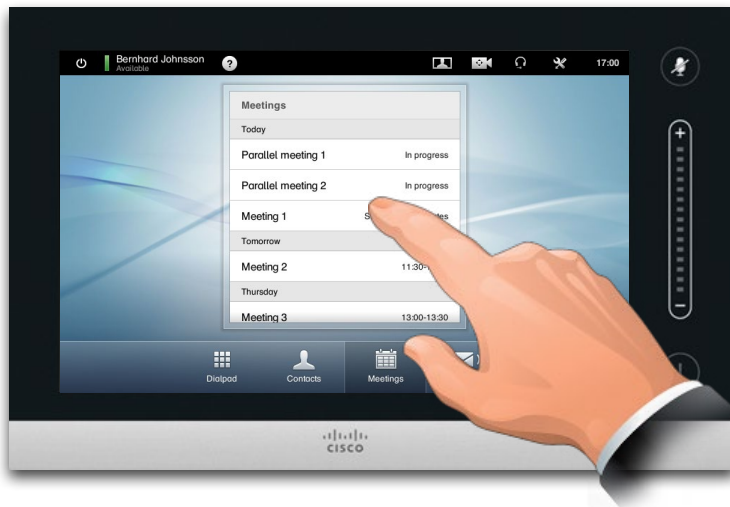 Bernhard Johnsson
Available
?
17:00
Meetings
Today
Parallel meeting 1 In progress
Parallel meeting 2 In progress
Meeting 1
Tomorrow
Meeting 2 11:30-
Thursday
Meeting 3 13:00-13:30
Dialpad Contacts Meetings
+
-
CISCO